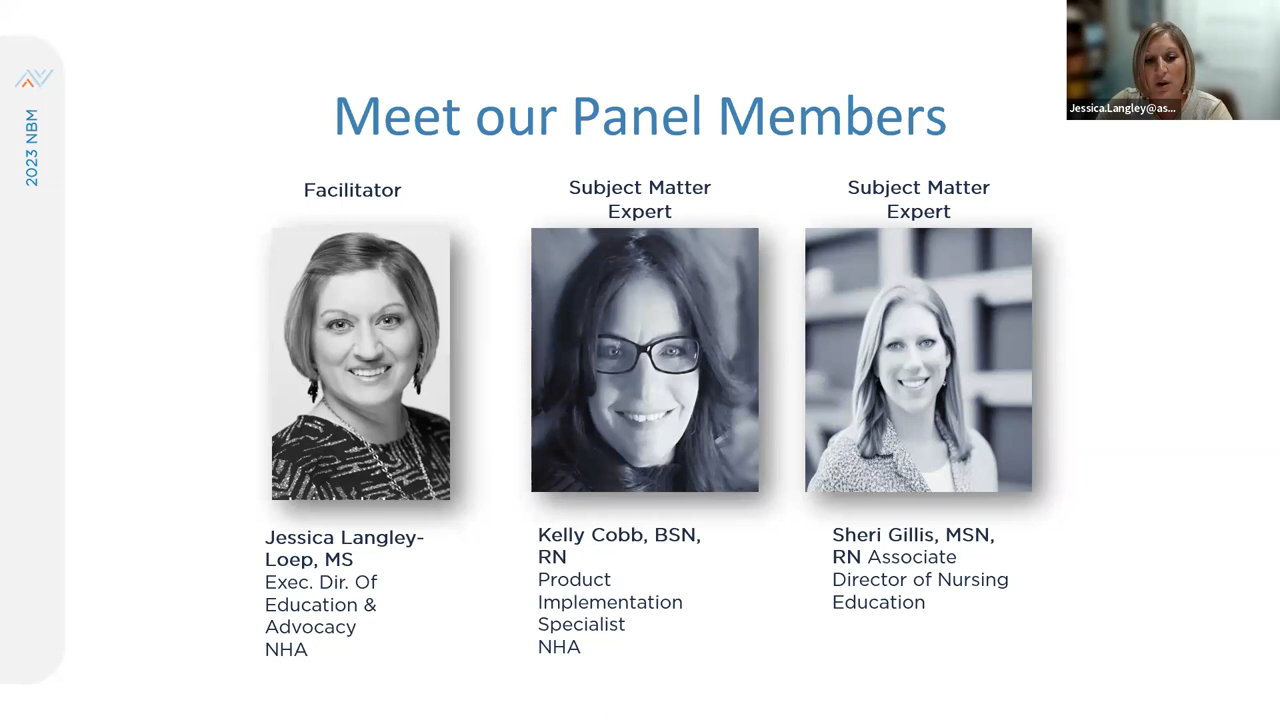 Meet our Panel Members
Jessica.Langley@as...
2023 NBM
Facilitator
Subject Matter
Expert
Subject Matter
Expert
Jessica Langley-
Loep, MS
Exec. Dir. Of
Education &
Advocacy
NHA
Kelly Cobb, BSN,
RN
Product
Implementation
Specialist
NHA
Sheri Gillis, MSN,
RN Associate
Director of Nursing
Education